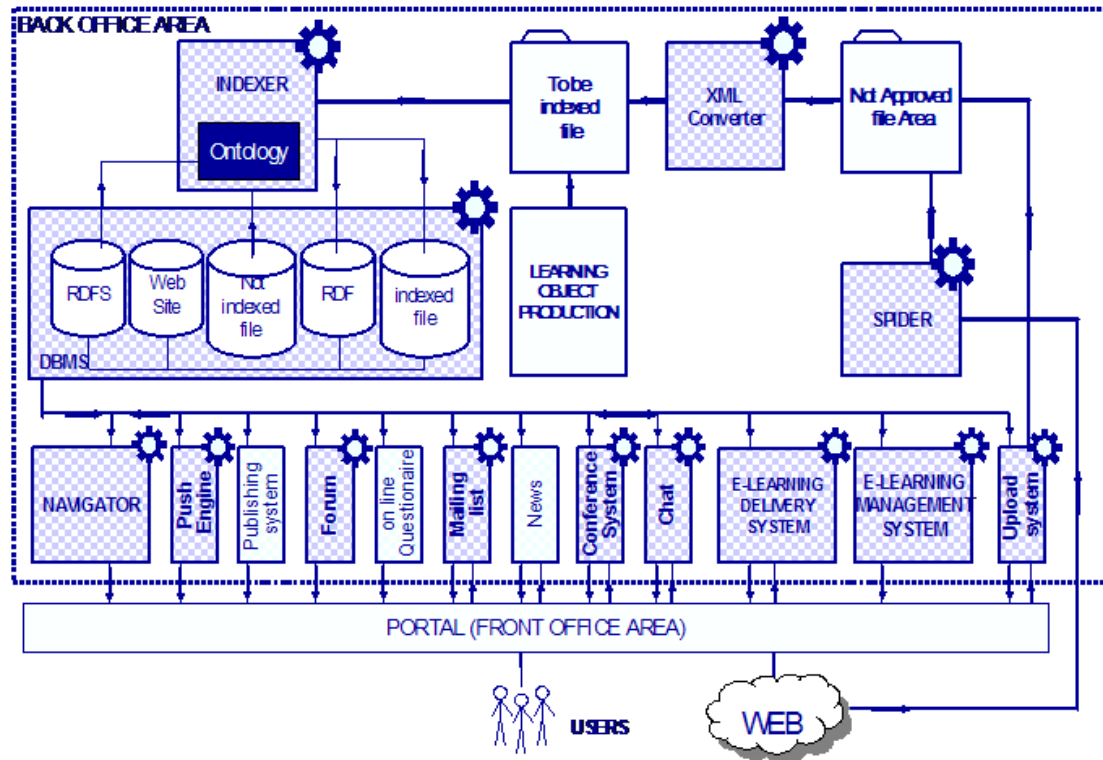 BACK OFFICE AREA
INDEXER
Ontology
To be
indexed
file
XML
Converter
Not Approved
file Area
RDFS
Web
Site
Not
indexed
file
RDF
indexed
file
DBMS
LEARNING
OBJECT
PRODUCTION
SPIDER
NAVIGATOR
Push
Engine
Publishing
system
Forum
on line
Questionaire
Mailing
list
News
Conference
System
Chat
E-LEARNING
DELIVERY
SYSTEM
E-LEARNING
MANAGEMENT
SYSTEM
Upload
system
PORTAL (FRONT OFFICE AREA)
USERS
WEB